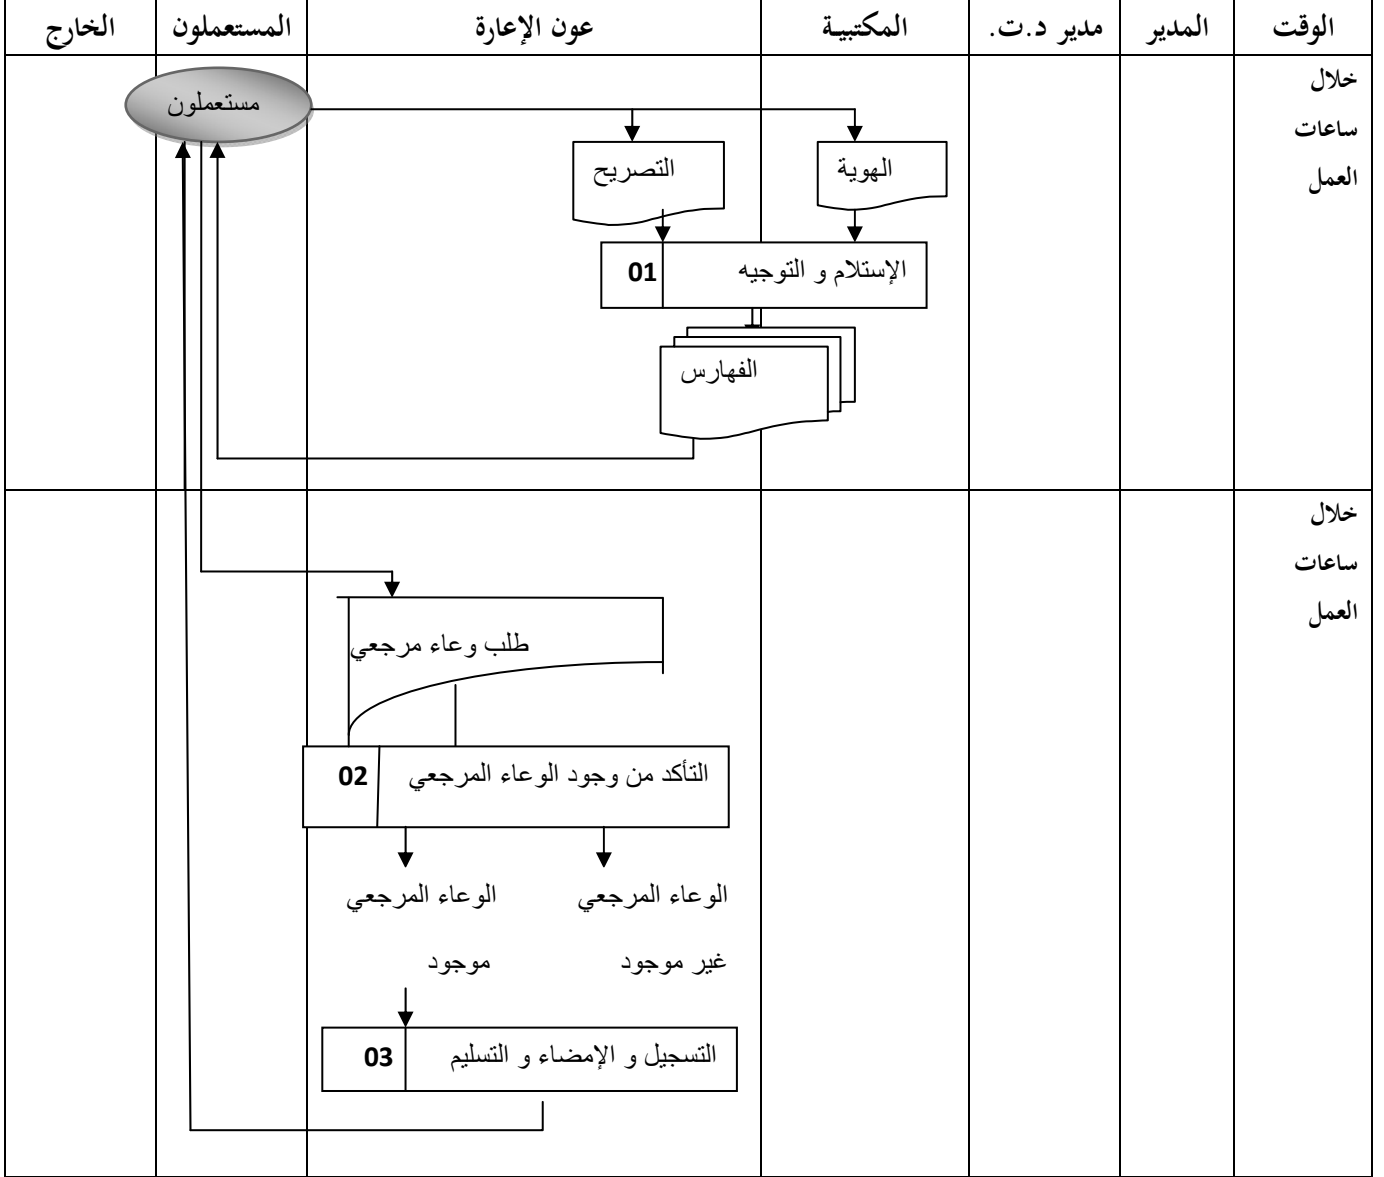 الوقت
المدير
مدير د.ت.
المكتبية
عون الإعارة
المستعملون
الخارج
خلال
ساعات
العمل
مستعملون
الهوية
التصريح
الإستلام و التوجيه
01
الفهارس
خلال
ساعات
العمل
طلب وعاء مرجعي
التأكد من وجود الوعاء المرجعي
02
الوعاء المرجعي
غير موجود
الوعاء المرجعي
موجود
التسجيل و الإمضاء و التسليم
03